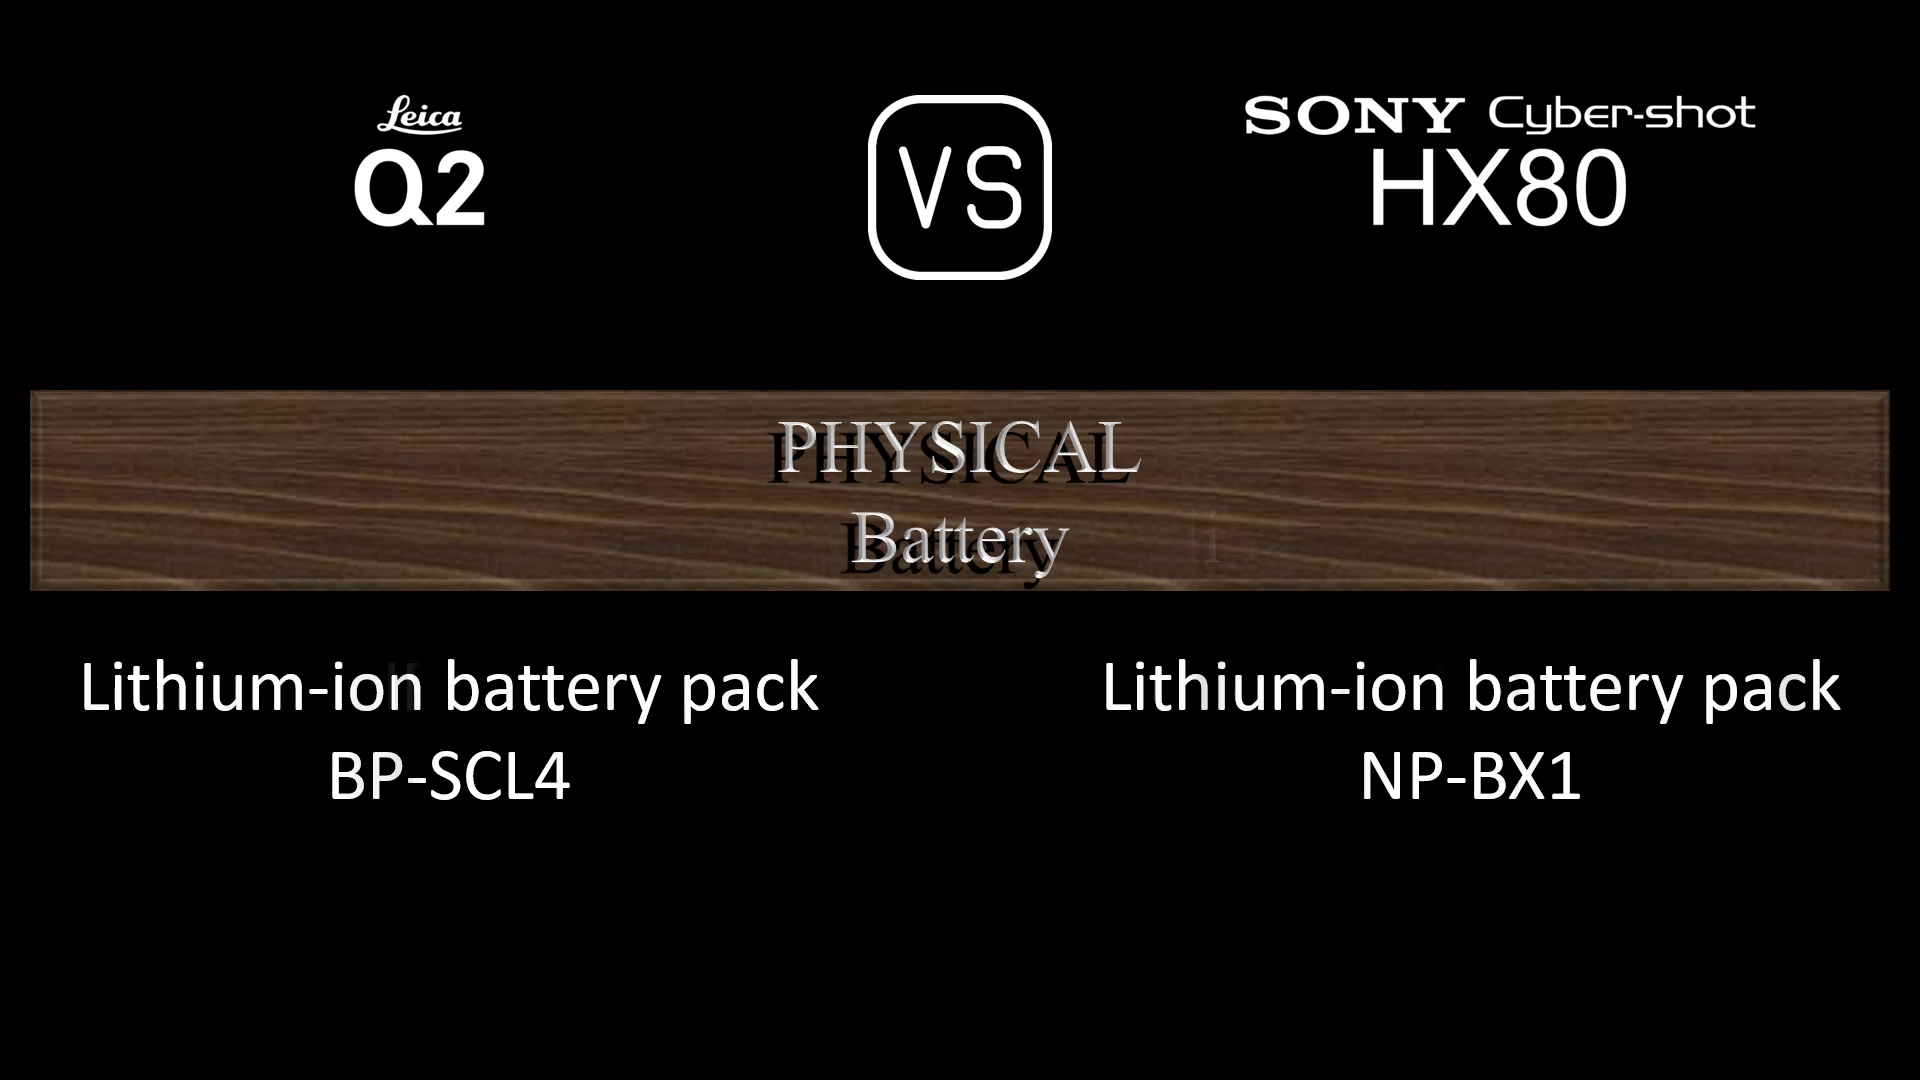 Leica
Q2
VS
SONY Cyber-shot
HX80
PHYSICAL
Battery
Lithium-ion battery pack
BP-SCL4
Lithium-ion battery pack
NP-BX1